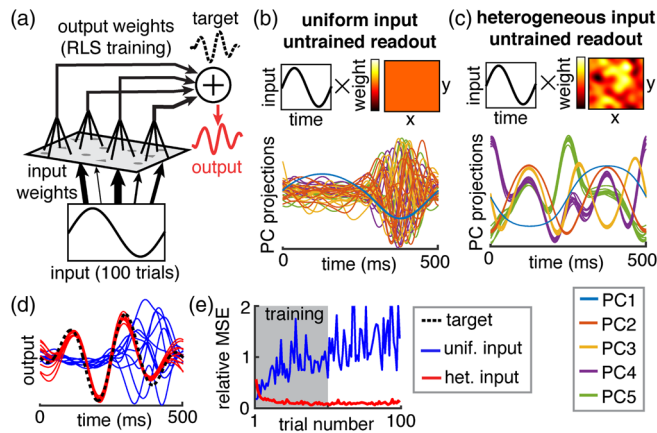 (a)
output weights
(RLS training)
target
output
input
weights
input (100 trials)
(b)
uniform input
untrained readout
input
time
weight
y
x
PC projections
0
500
time (ms)
(c)
heterogeneous input
untrained readout
input
time
weight
y
x
PC projections
0
500
time (ms)
(d)
output
0
500
time (ms)
(e)
training
relative MSE
2
1
0
1
100
trial number
target
unif. input
het. input
PC1
PC2
PC3
PC4
PC5